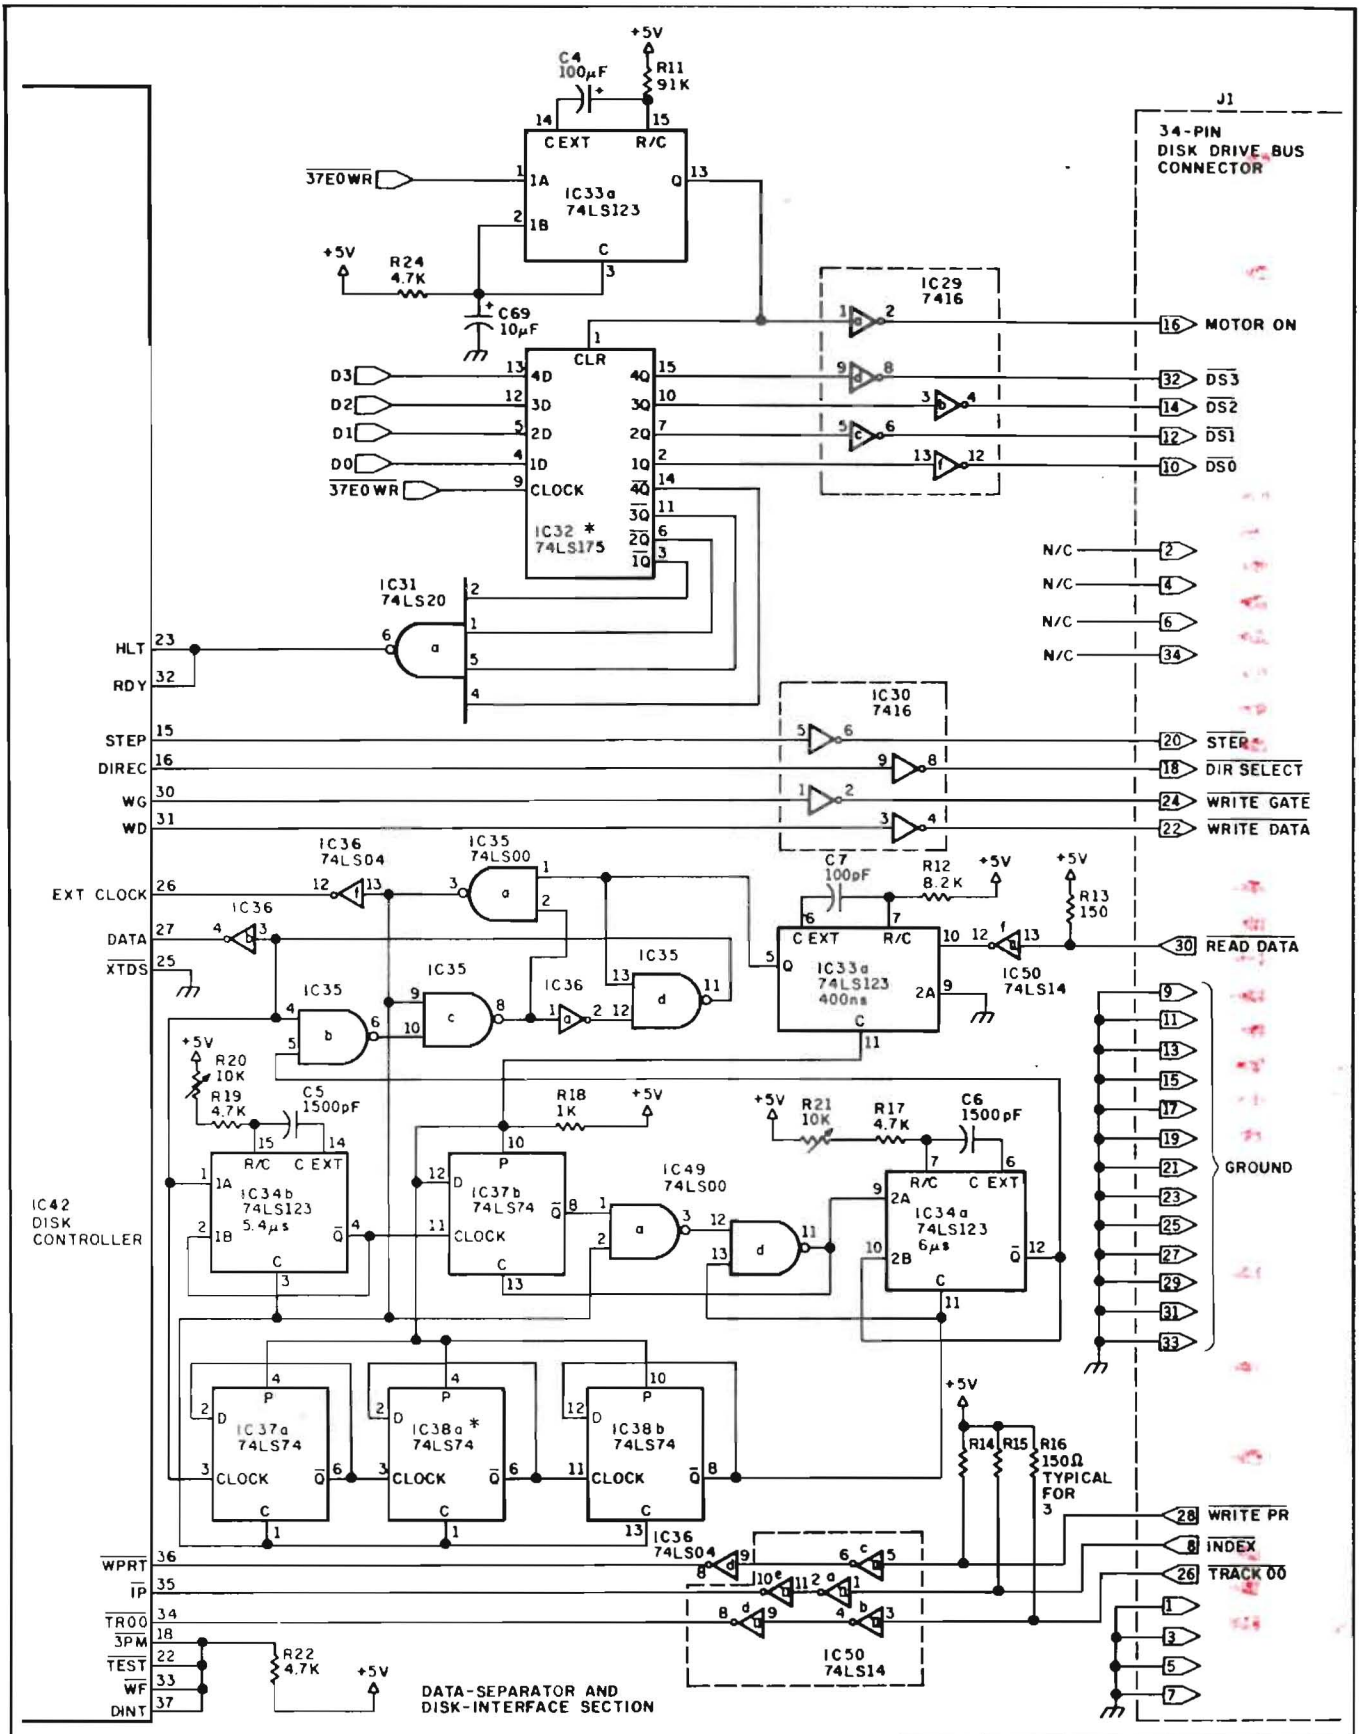 +5V
C4
100µF
R11
91K
14
15
C EXT
R/C
J1
34-PIN
DISK DRIVE BUS
CONNECTOR
37E0WR
1
1A
IC33a
74LS123
Q
13
2
1B
C
3
+5V
R24
4.7K
C69
10µF
IC29
7416
1
a
2
16
MOTOR ON
1
CLR
D3
13
4D
4Q
15
9
d
8
32
DS3
D2
12
3D
3Q
10
3
b
4
14
DS2
D1
5
2D
2Q
7
5
c
6
12
DS1
D0
4
1D
1Q
2
13
f
12
10
DS0
37E0WR
9
CLOCK
4Q
14
3Q
11
IC32 *
74LS175
2Q
6
1Q
3
N/C
2
N/C
4
N/C
6
N/C
34
IC31
74LS20
2
1
5
4
6
a
HLT
23
RDY
32
IC30
7416
STEP
15
5
6
20
STEP
DIREC
16
9
8
18
DIR SELECT
WG
30
1
2
24
WRITE GATE
WD
31
3
4
22
WRITE DATA
IC36
74LS04
IC35
74LS00
C7
100pF
R12
8.2K
+5V
+5V
R13
150
EXT CLOCK
26
12
f
13
3
a
1
2
6
7
C EXT
R/C
IC36
DATA
27
4
b
3
10
12
f
13
30
READ DATA
XTDS
25
IC35
IC36
IC35
5
Q
IC33a
74LS123
400ns
2A
9
IC50
74LS14
C
11
9
10
c
8
1
a
2
13
12
d
11
IC35
4
5
b
6
9
11
13
15
17
19
21
23
25
27
29
31
33
GROUND
+5V
R20
10K
R19
4.7K
C5
1500pF
R18
1K
+5V
+5V
R21
10K
R17
4.7K
C6
1500pF
15
14
R/C
C EXT
10
P
7
6
R/C
C EXT
1
1A
IC34b
74LS123
5.4µs
2
1B
Q
4
C
3
12
D
IC37b
74LS74
Q
8
11
CLOCK
C
13
IC49
74LS00
1
2
a
3
12
13
d
11
9
2A
IC34a
74LS123
6µs
10
2B
Q
12
C
11
IC42
DISK
CONTROLLER
4
P
2
D
IC37a
74LS74
3
CLOCK
Q
6
C
1
4
P
2
D
IC38a *
74LS74
3
CLOCK
Q
6
C
1
10
P
12
D
IC38b
74LS74
11
CLOCK
Q
8
C
13
+5V
R14
R15
R16
150Ω
TYPICAL
FOR
3
IC36
74LS04
WPRT
36
8
d
9
6
c
5
28
WRITE PR
IP
35
10
e
11
2
a
1
8
INDEX
TR00
34
8
d
9
4
b
3
26
TRACK 00
IC50
74LS14
3PM
18
TEST
22
WF
33
DINT
37
R22
4.7K
+5V
1
3
5
7
DATA-SEPARATOR AND
DISK-INTERFACE SECTION